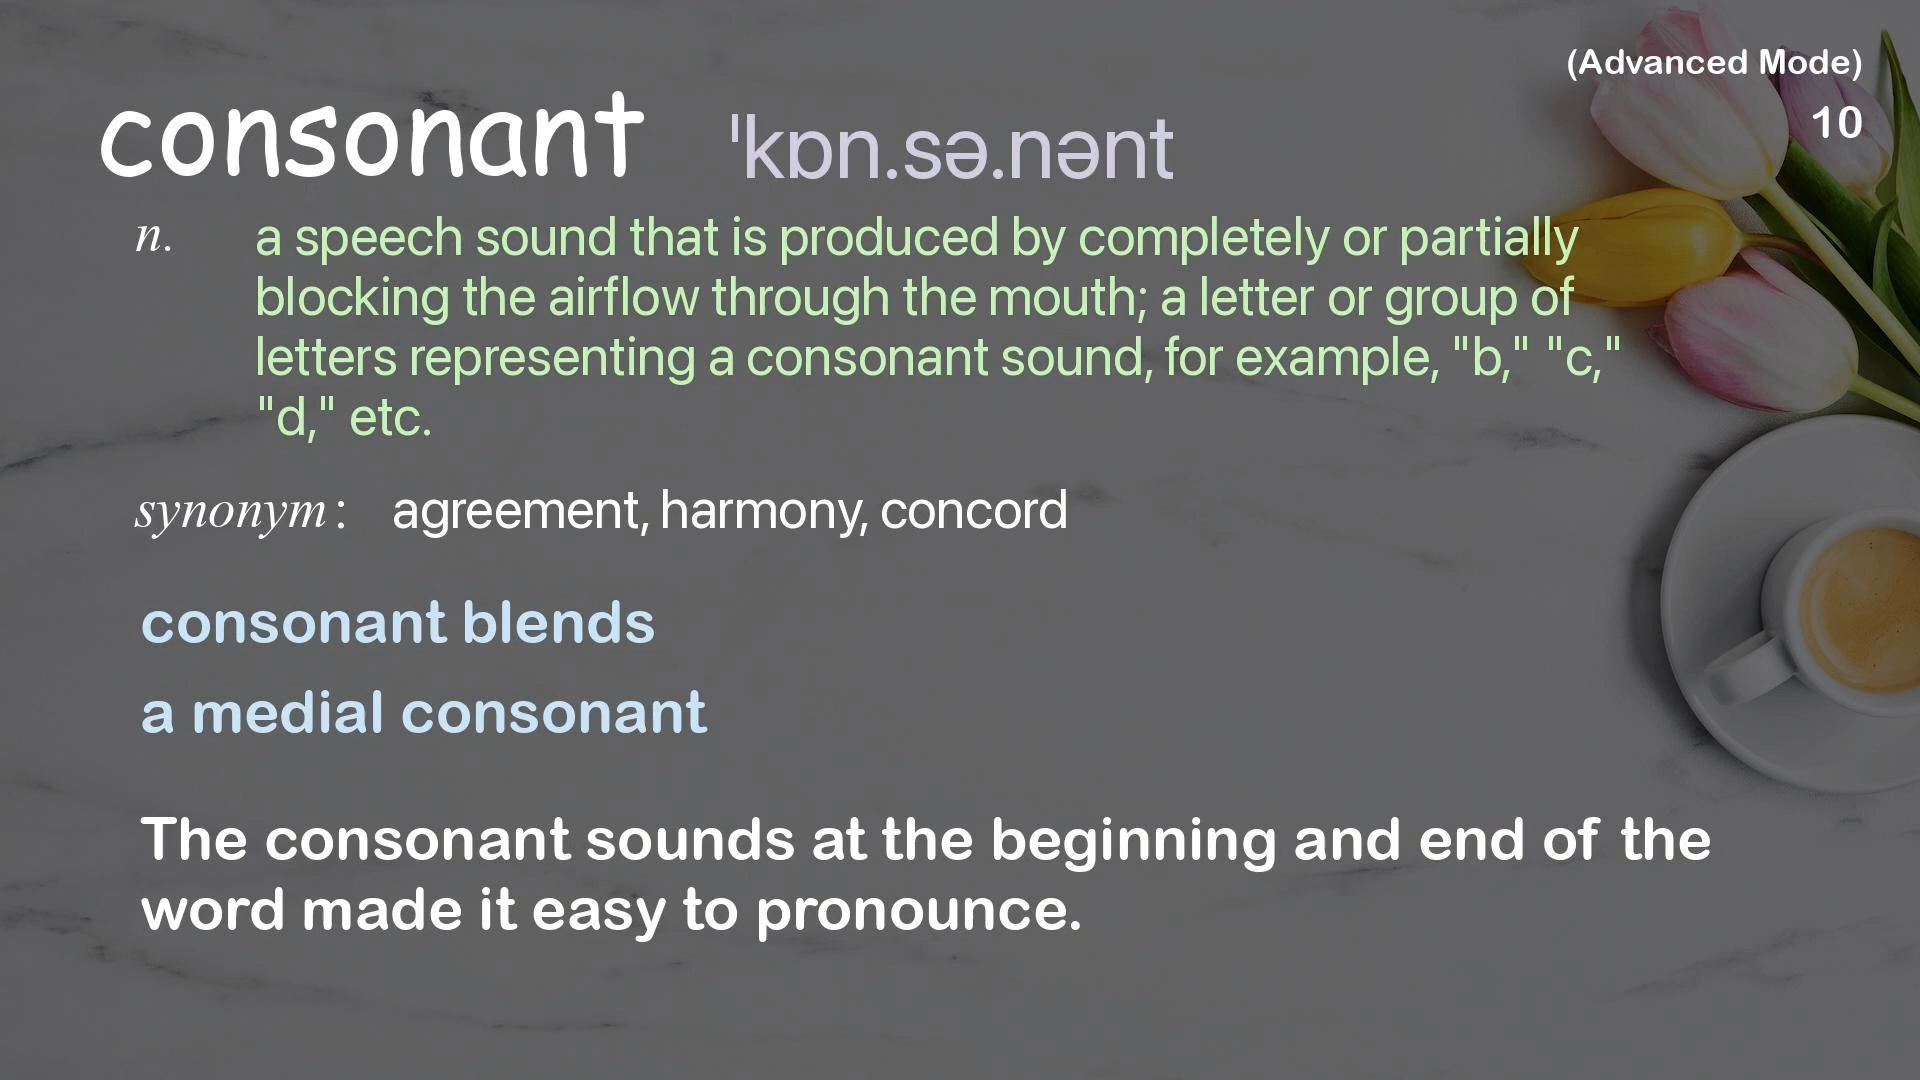 (Advanced Mode)
consonant ˈkɒn.sə.nənt
10
n. a speech sound that is produced by completely or partially
blocking the airflow through the mouth; a letter or group of
letters representing a consonant sound, for example, "b," "c,"
"d," etc.
synonym: agreement, harmony, concord
consonant blends
a medial consonant
The consonant sounds at the beginning and end of the
word made it easy to pronounce.